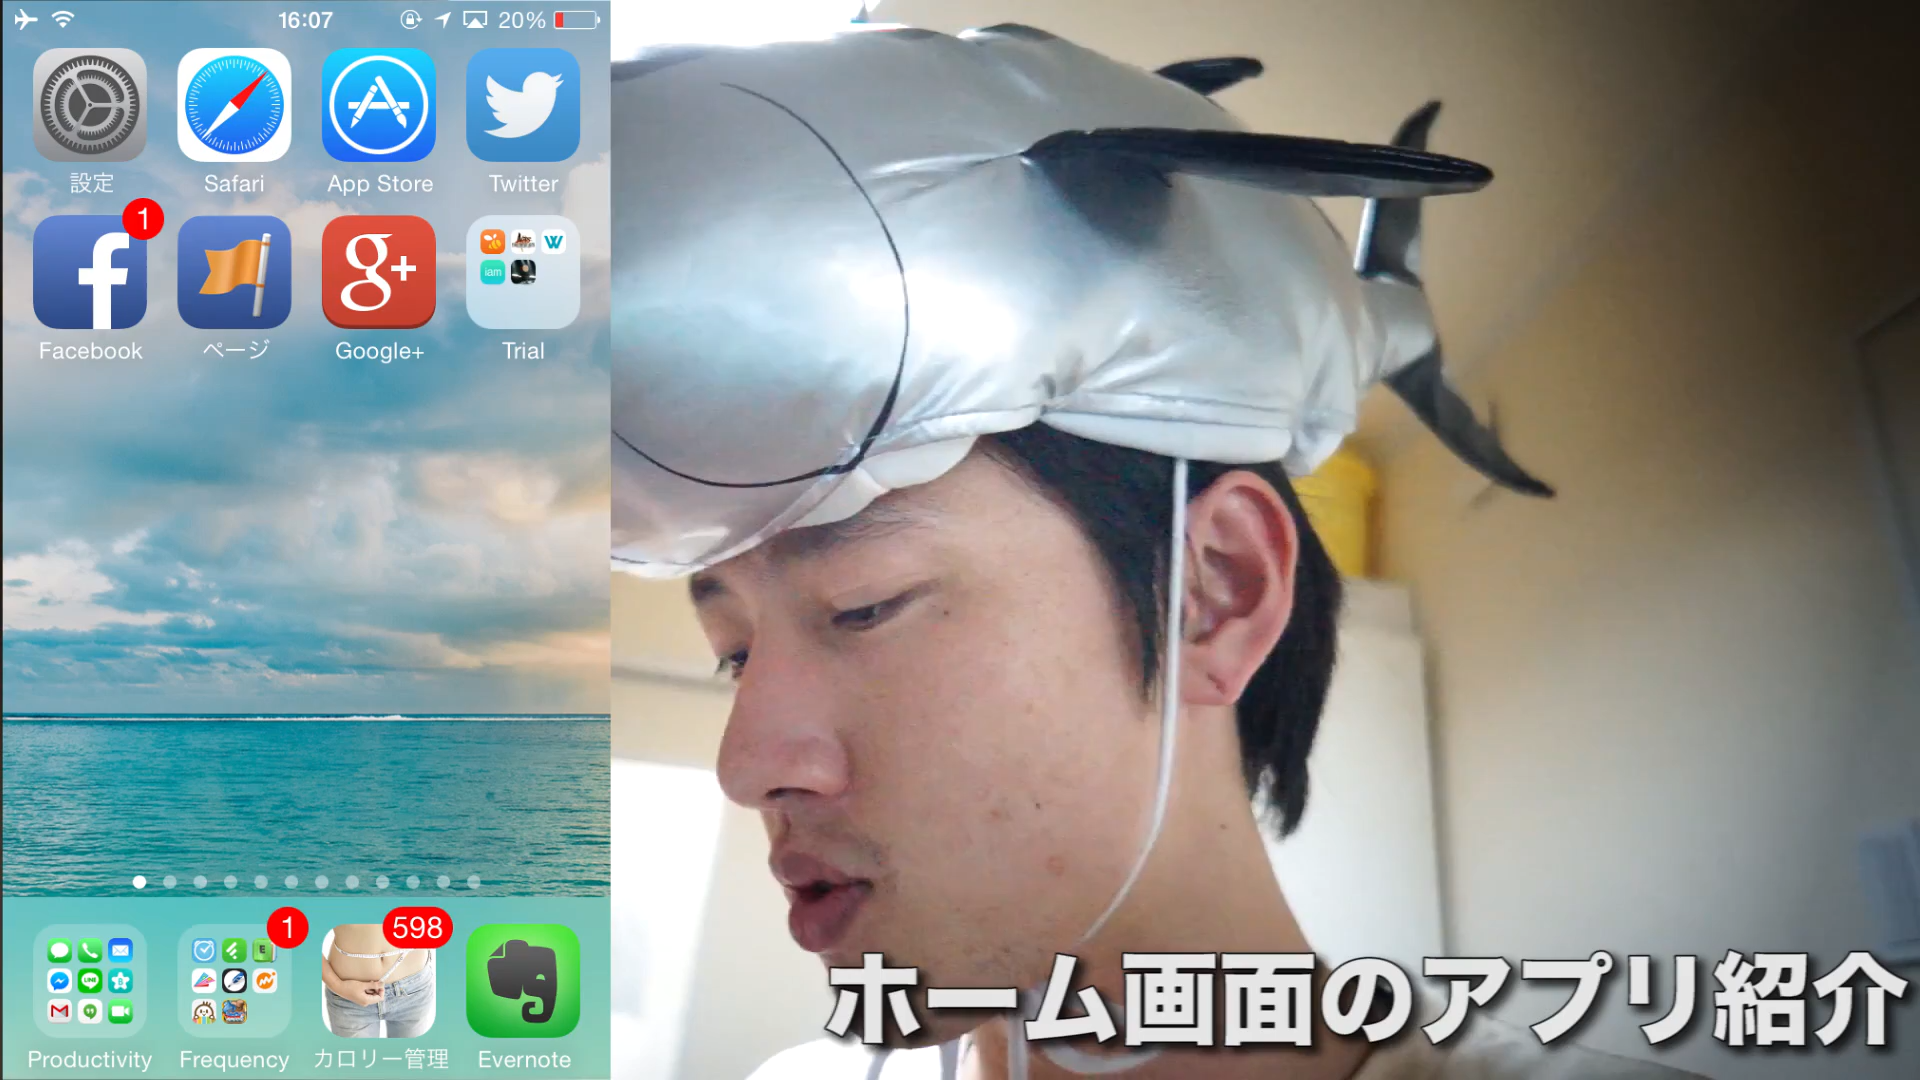 16:07 20%
設定 Safari App Store Twitter
1
Facebook ページ Google+ Trial
1 598
Productivity Frequency カロリー管理 Evernote
ホーム画面のアプリ紹介